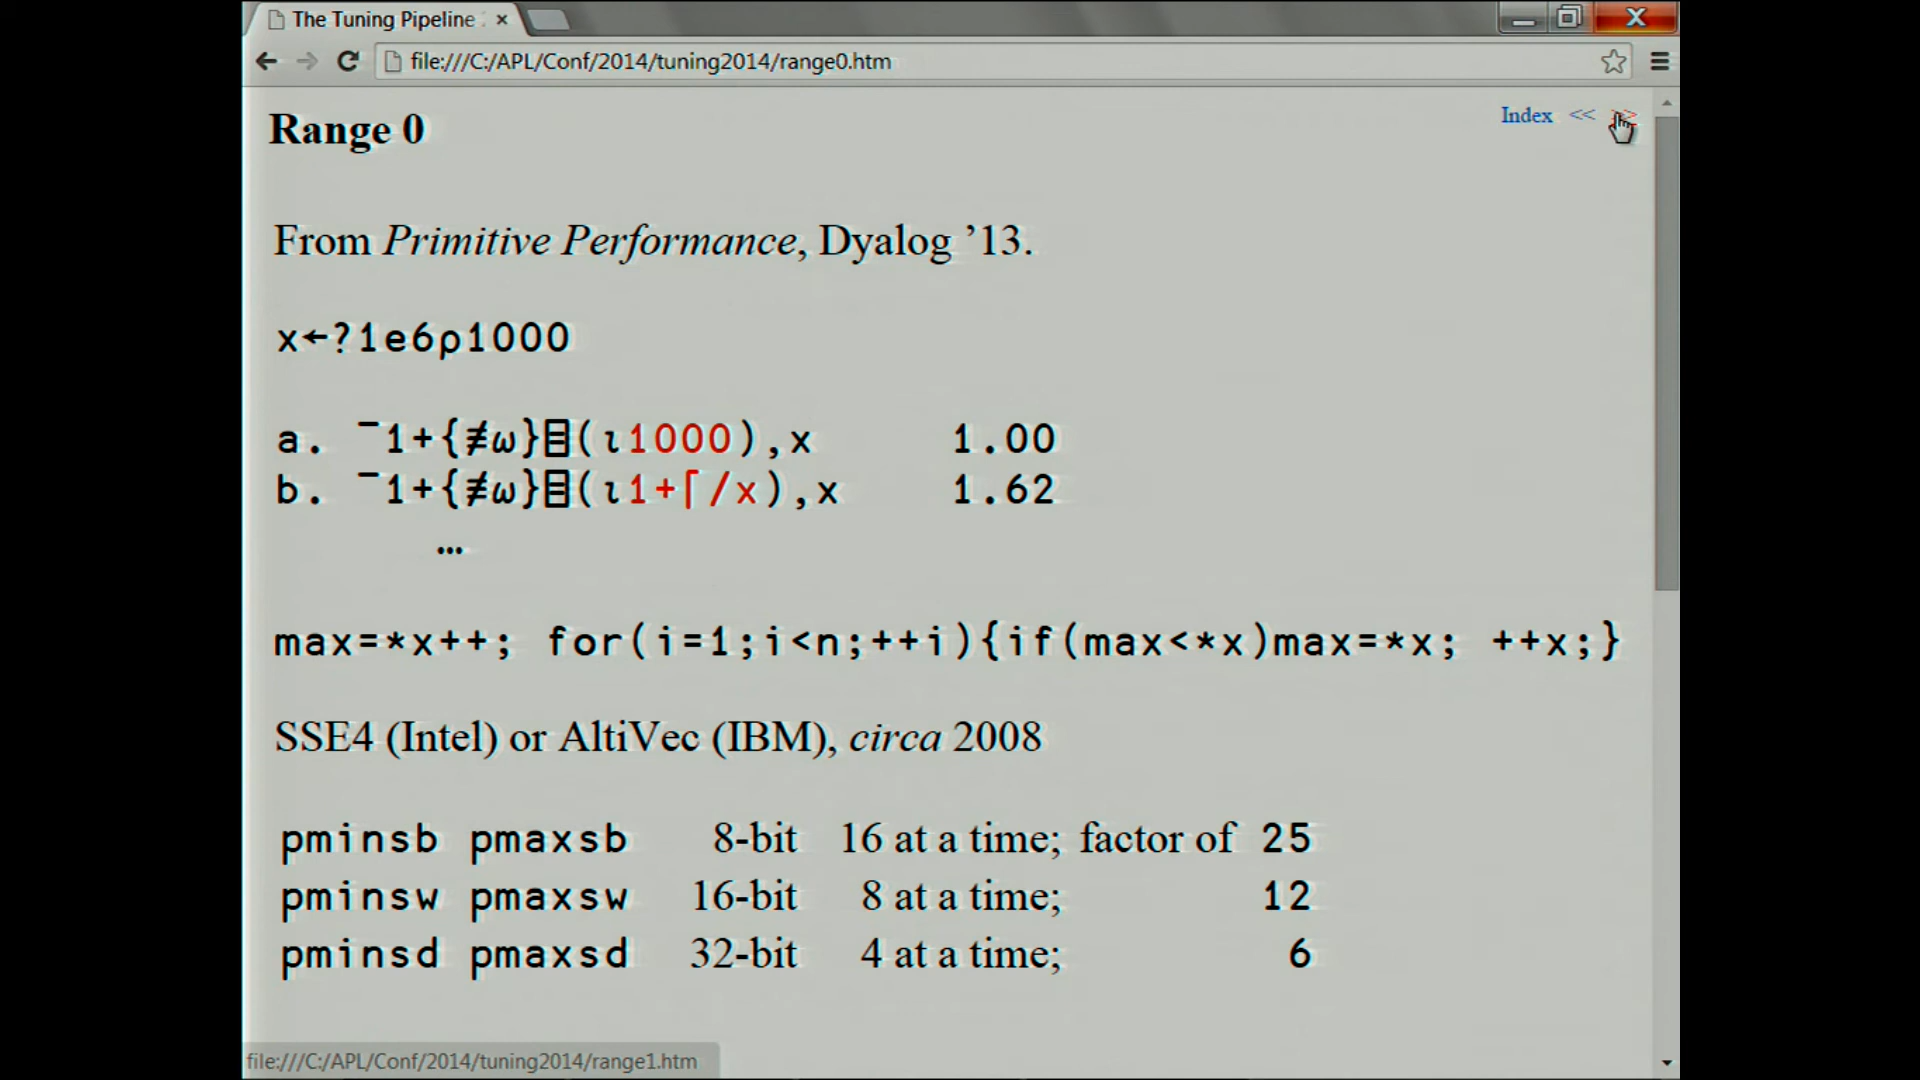 The Tuning Pipeline
file:///C:/APL/Conf/2014/tuning2014/range0.htm
Index << >>
Range 0
From Primitive Performance, Dyalog ’13.
x←?1e6⍴1000
a. ¯1+{≢⍵}⌸(⍳1000),x 1.00
b. ¯1+{≢⍵}⌸(⍳1+⌈/x),x 1.62
…
max=*x++; for(i=1;i<n;++i){if(max<*x)max=*x; ++x;}
SSE4 (Intel) or AltiVec (IBM), circa 2008
pminsb pmaxsb 8-bit 16 at a time; factor of 25
pminsw pmaxsw 16-bit 8 at a time; 12
pminsd pmaxsd 32-bit 4 at a time; 6
file:///C:/APL/Conf/2014/tuning2014/range1.htm